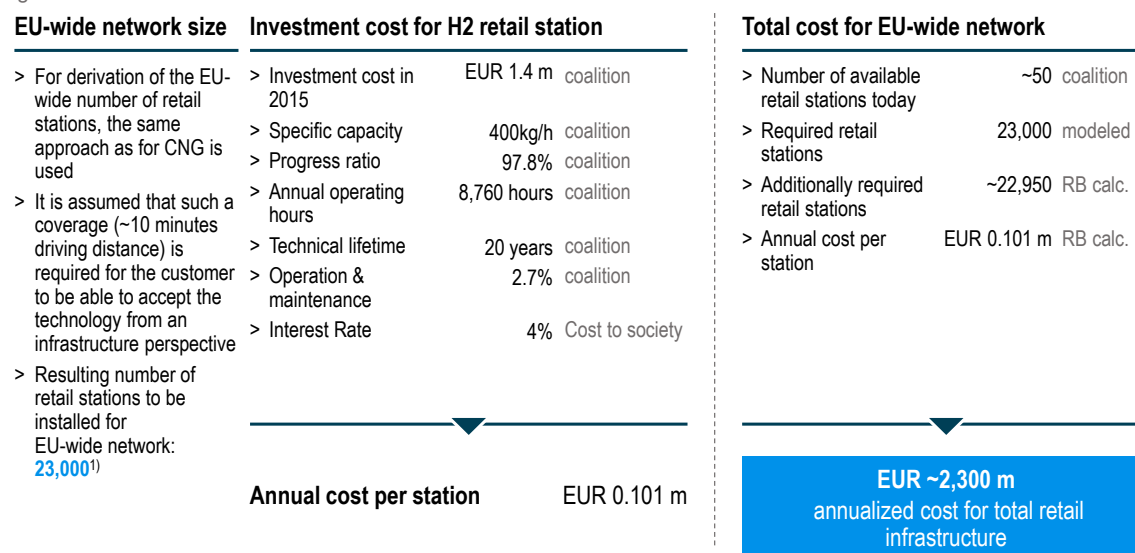 EU-wide network size
> For derivation of the EU-
wide number of retail
stations, the same
approach as for CNG is
used
> It is assumed that such a
coverage (~10 minutes
driving distance) is
required for the customer
to be able to accept the
technology from an
infrastructure perspective
> Resulting number of
retail stations to be
installed for
EU-wide network:
23,000¹⁾
Investment cost for H2 retail station
> Investment cost in EUR 1.4 m coalition
2015
> Specific capacity 400kg/h coalition
> Progress ratio 97.8% coalition
> Annual operating 8,760 hours coalition
hours
> Technical lifetime 20 years coalition
> Operation & 2.7% coalition
maintenance
> Interest Rate 4% Cost to society
Annual cost per station EUR 0.101 m
Total cost for EU-wide network
> Number of available ~50 coalition
retail stations today
> Required retail 23,000 modeled
stations
> Additionally required ~22,950 RB calc.
retail stations
> Annual cost per EUR 0.101 m RB calc.
station
EUR ~2,300 m
annualized cost for total retail
infrastructure